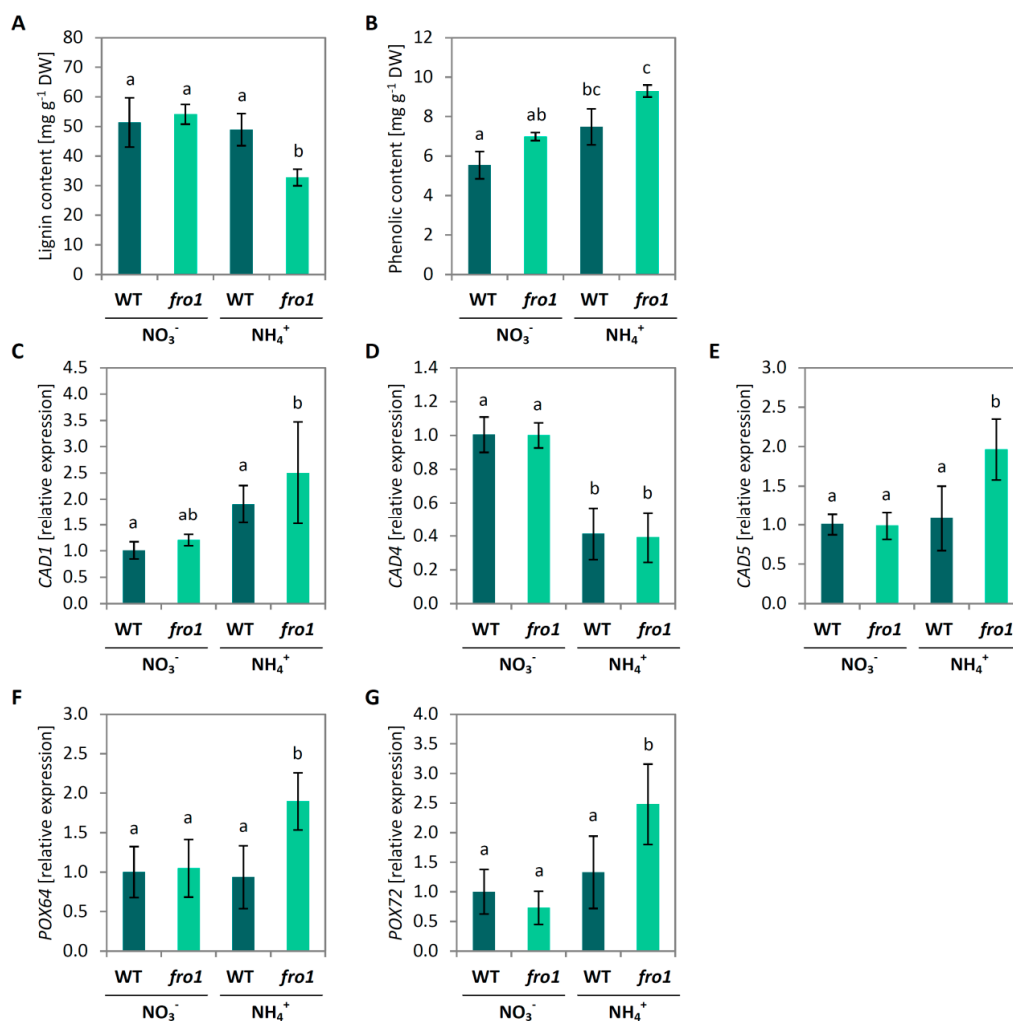 A
Lignin content [mg g⁻¹ DW]
80
70
60
50
40
30
20
10
0
a
a
a
b
WT
fro1
WT
fro1
NO₃⁻
NH₄⁺
B
Phenolic content [mg g⁻¹ DW]
12
10
8
6
4
2
0
a
ab
bc
c
WT
fro1
WT
fro1
NO₃⁻
NH₄⁺
C
CAD1 [relative expression]
4.5
4.0
3.5
3.0
2.5
2.0
1.5
1.0
0.5
0.0
a
ab
a
b
WT
fro1
WT
fro1
NO₃⁻
NH₄⁺
D
CAD4 [relative expression]
1.4
1.2
1.0
0.8
0.6
0.4
0.2
0.0
a
a
b
b
WT
fro1
WT
fro1
NO₃⁻
NH₄⁺
E
CAD5 [relative expression]
3.0
2.5
2.0
1.5
1.0
0.5
0.0
a
a
a
b
WT
fro1
WT
fro1
NO₃⁻
NH₄⁺
F
POX64 [relative expression]
3.0
2.5
2.0
1.5
1.0
0.5
0.0
a
a
a
b
WT
fro1
WT
fro1
NO₃⁻
NH₄⁺
G
POX72 [relative expression]
4.0
3.5
3.0
2.5
2.0
1.5
1.0
0.5
0.0
a
a
a
b
WT
fro1
WT
fro1
NO₃⁻
NH₄⁺